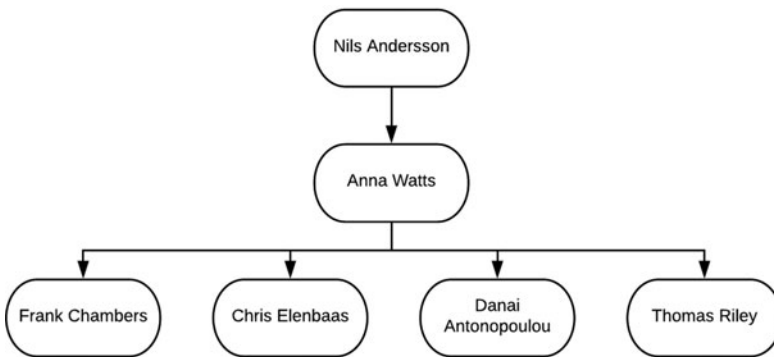 Nils Andersson
Anna Watts
Frank Chambers
Chris Elenbaas
Danai
Antonopoulou
Thomas Riley